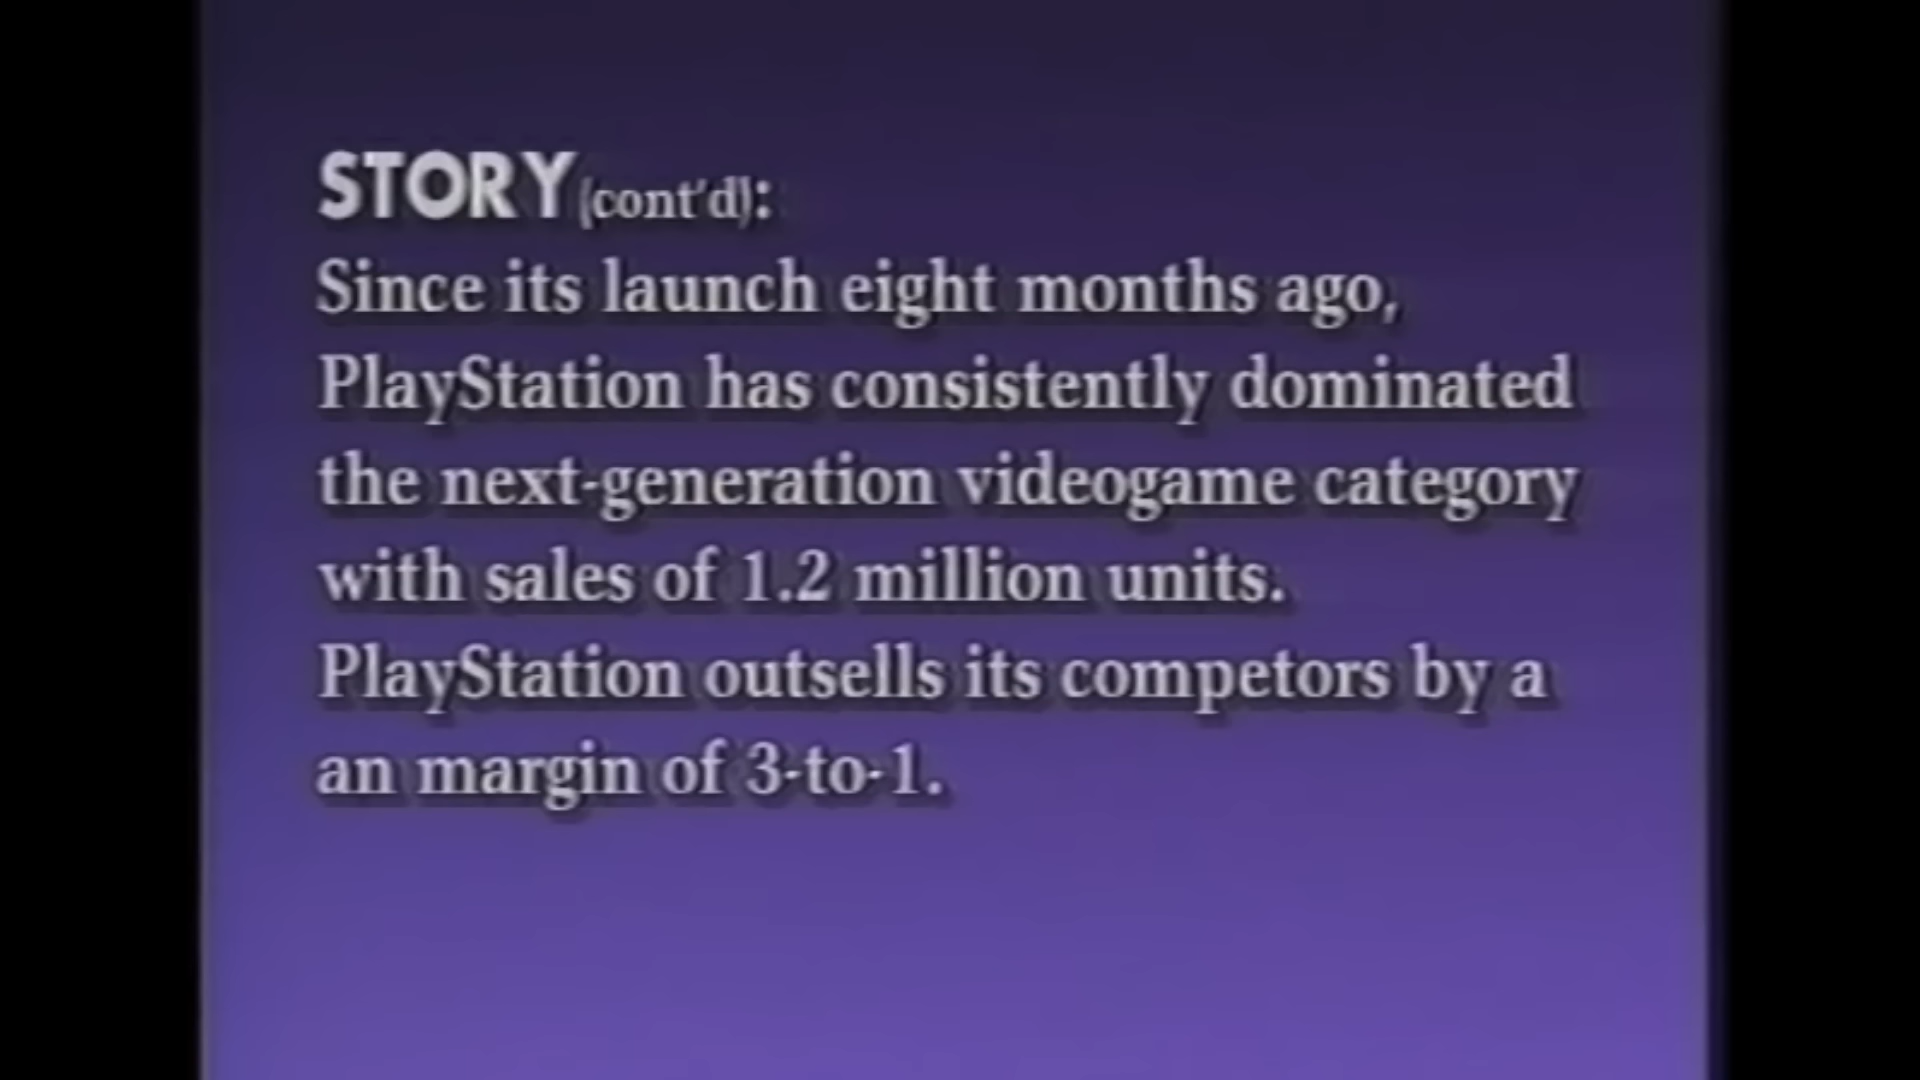 STORY (cont'd):
Since its launch eight months ago,
PlayStation has consistently dominated
the next-generation videogame category
with sales of 1.2 million units.
PlayStation outsells its competors by a
an margin of 3-to-1.